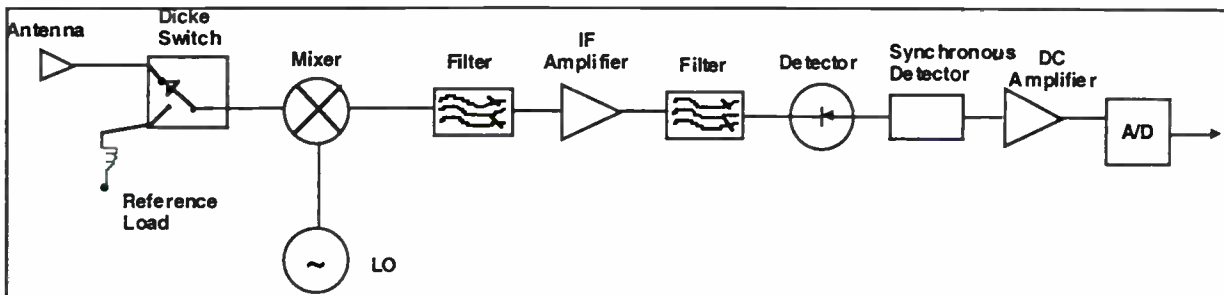 Antenna
Dicke
Switch
Mixer
Filter
IF
Amplifier
Filter
Detector
Synchronous
Detector
DC
Amplifier
A/D
Reference
Load
~
LO